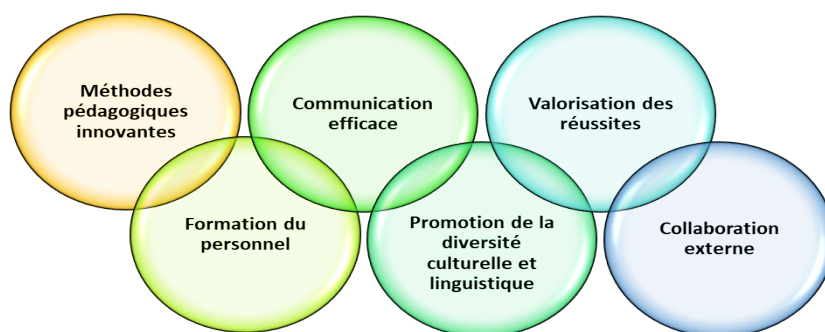 Méthodes
pédagogiques
innovantes
Formation du
personnel
Communication
efficace
Promotion de la
diversité
culturelle et
linguistique
Valorisation des
réussites
Collaboration
externe